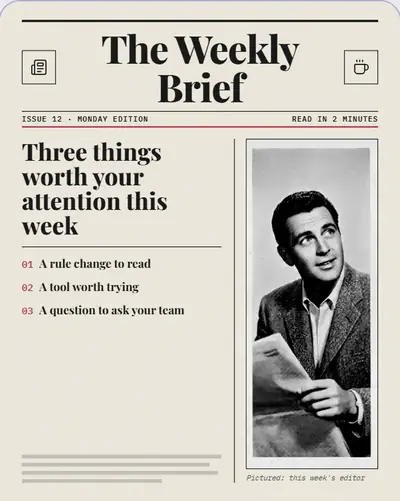 The Weekly
Brief
ISSUE 12 · MONDAY EDITION
READ IN 2 MINUTES
Three things
worth your
attention this
week
01 A rule change to read
02 A tool worth trying
03 A question to ask your team
Pictured: this week's editor